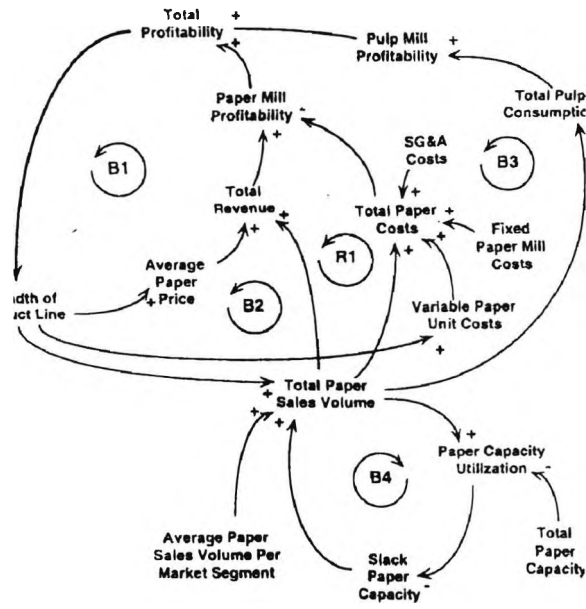 Total
Profitability
+
+
Pulp Mill
Profitability
+
Total Pulp
Consumptic
+
Paper Mill
Profitability
-
+
SG&A
Costs
+
B1
B3
Total
Revenue
+
+
Total Paper
Costs
+
+
+
Fixed
Paper Mill
Costs
R1
Average
Paper
Price
+
B2
ndth of
uct Line
+
Variable Paper
Unit Costs
+
Total Paper
Sales Volume
+
+
+
+
Paper Capacity
Utilization
-
B4
Average Paper
Sales Volume Per
Market Segment
Slack
Paper
Capacity
-
Total
Paper
Capacity